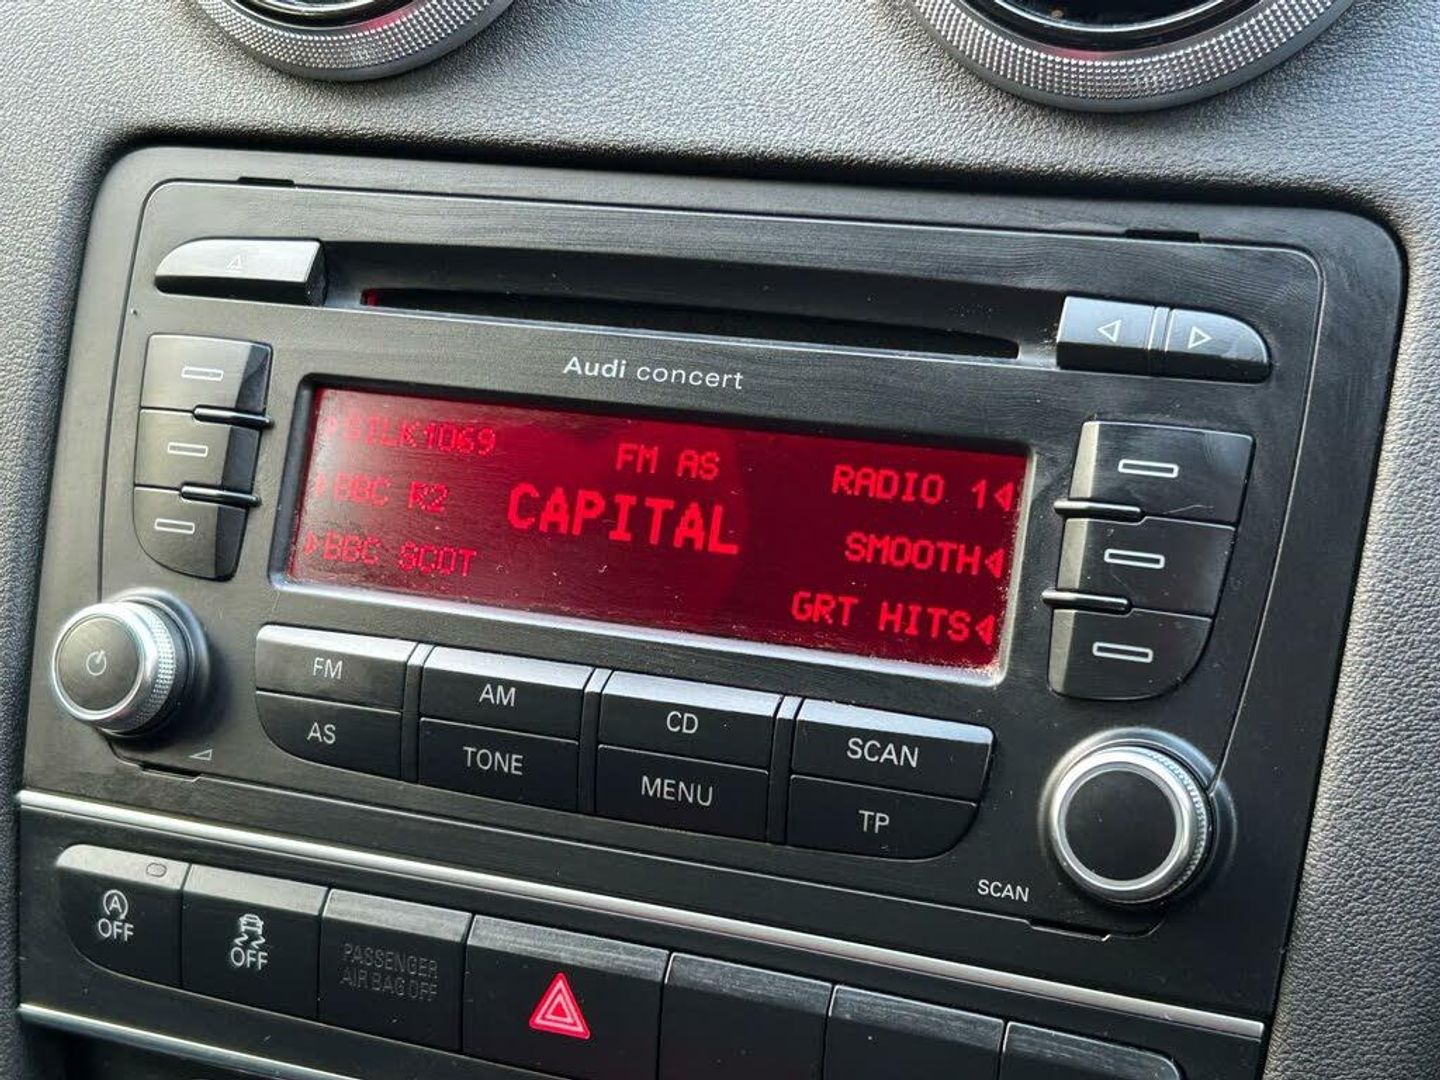 Audi concert
SILK1069
FM AS
RADIO 1
BBC R2
CAPITAL
SMOOTH
BBC SCOT
GRT HITS
FM
AM
CD
SCAN
AS
TONE
MENU
TP
SCAN
A
OFF
OFF
PASSENGER
AIR BAG OFF